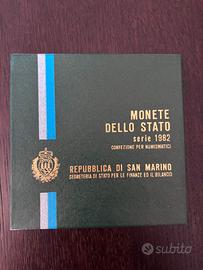 MONETE
DELLO STATO
serie 1982
CONFEZIONE PER NUMISMATICI
REPUBBLICA DI SAN MARINO
SEGRETERIA DI STATO PER LE FINANZE ED IL BILANCIO
subito